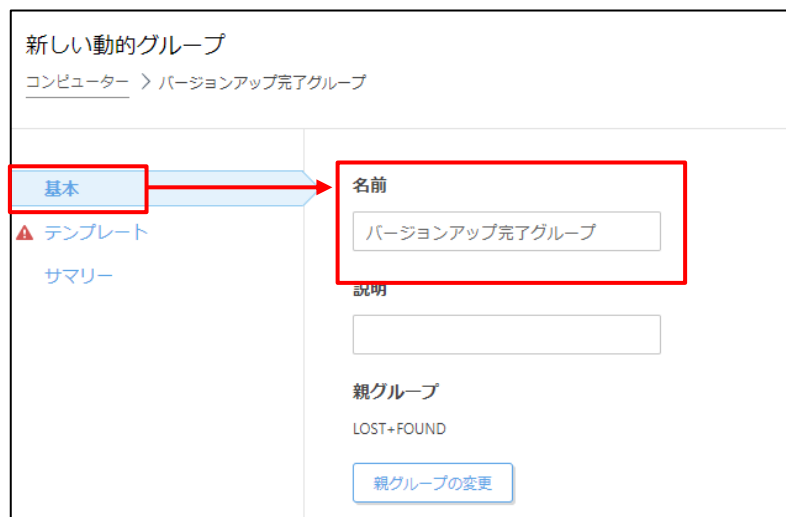 新しい動的グループ
コンピューター > バージョンアップ完了グループ
基本
テンプレート
サマリー
名前
バージョンアップ完了グループ
説明
親グループ
LOST+FOUND
親グループの変更